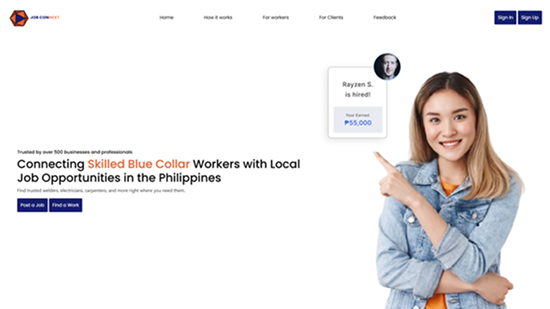 JOB CONNEXT
Home
How it works
For workers
For Clients
Feedback
Sign In
Sign Up
Rayzen S.
is hired!
Your Earned
₱55,000
Trusted by over 500 businesses and professionals
Connecting Skilled Blue Collar Workers with Local
Job Opportunities in the Philippines
Find trusted welders, electricians, carpenters, and more right where you need them.
Post a Job
Find a Work